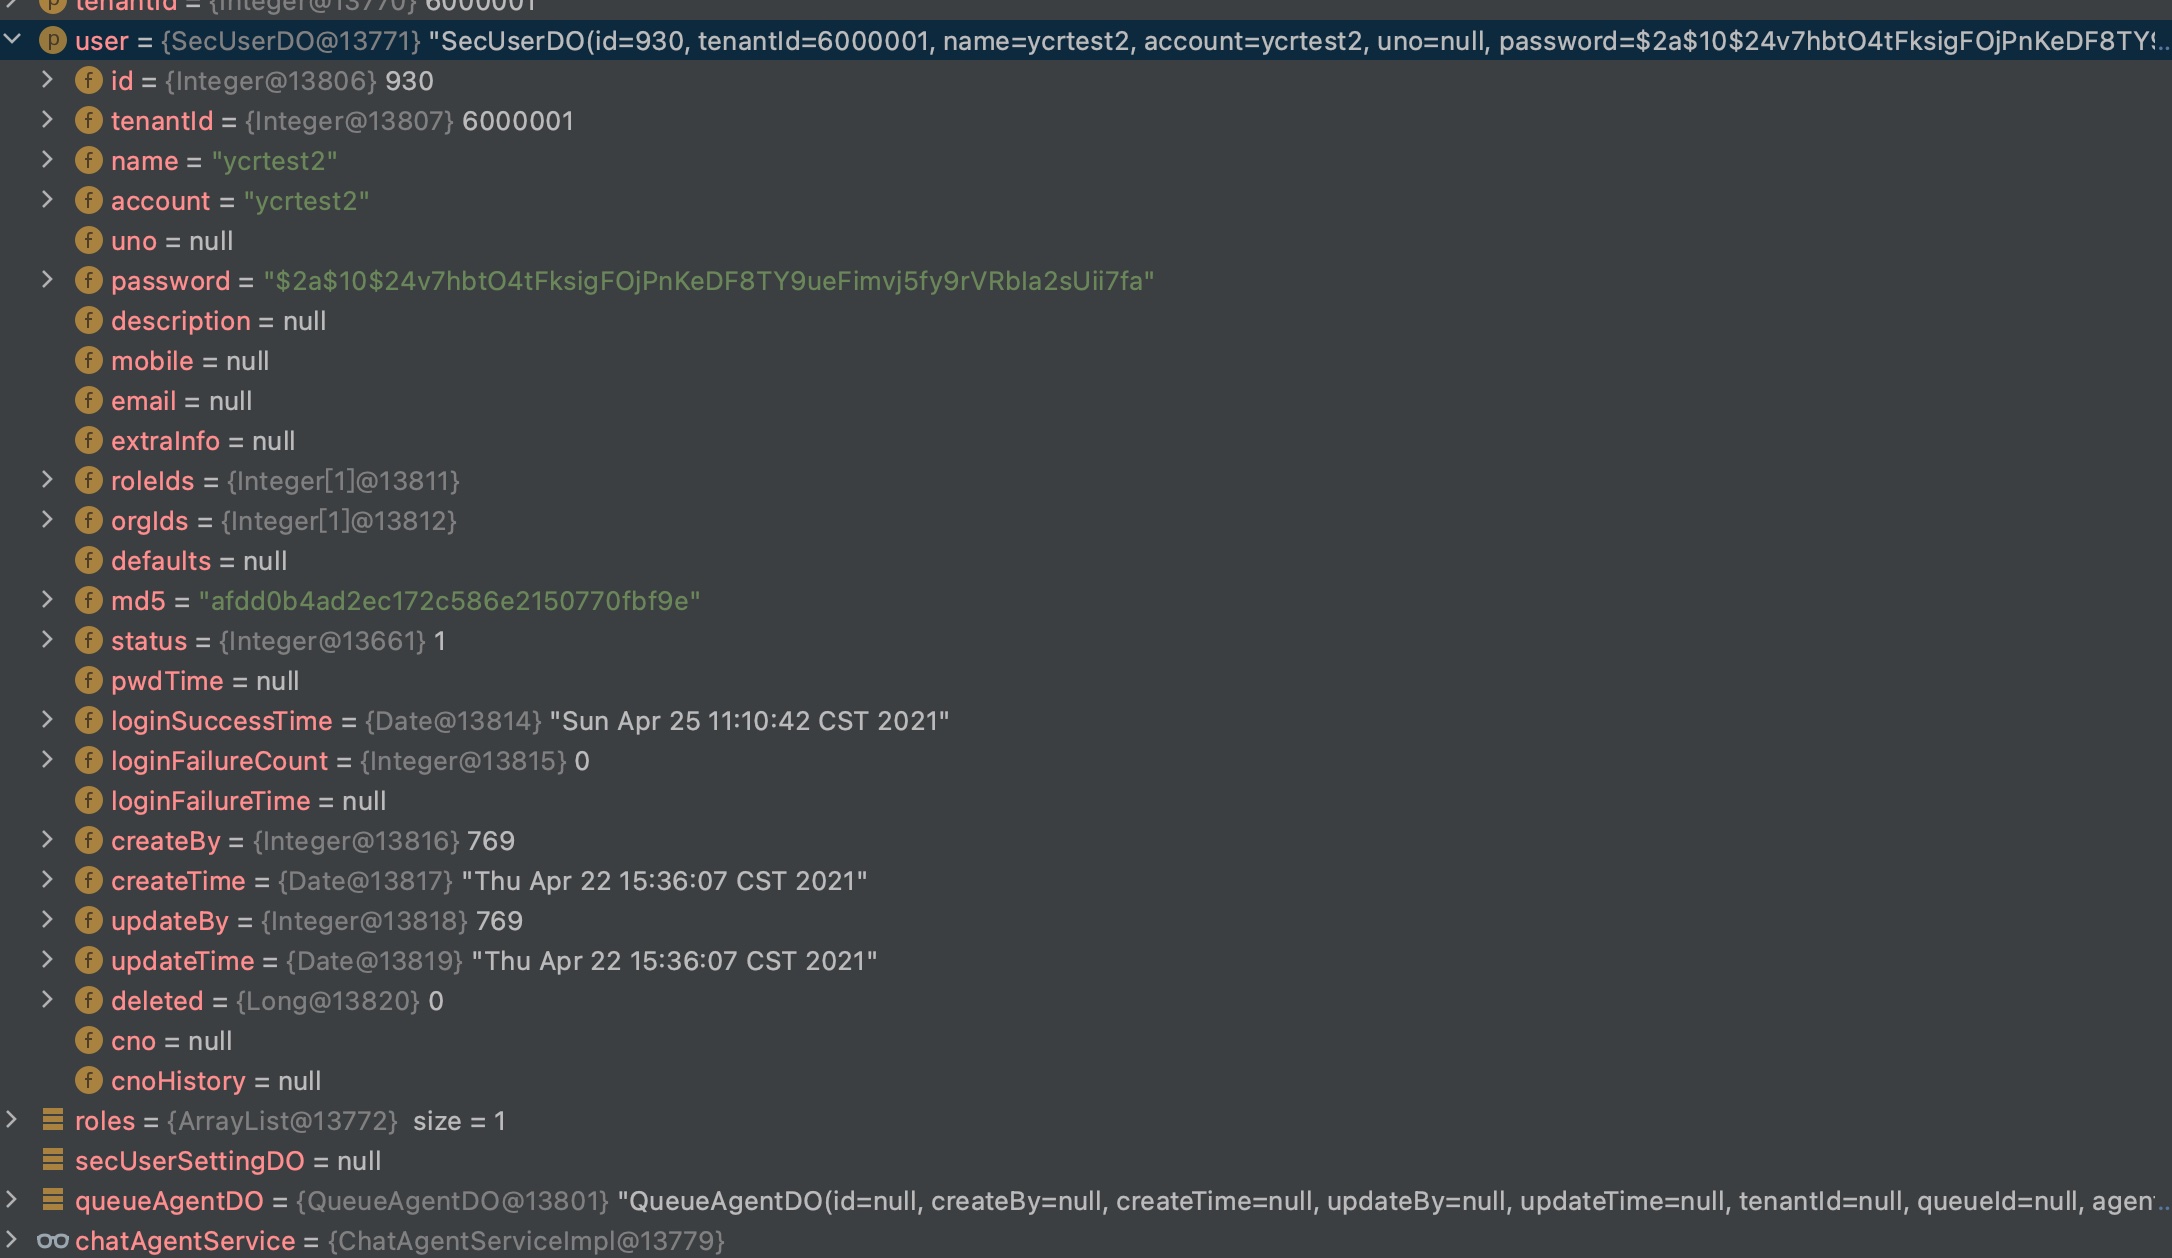 tenantId = {Integer@13770} 6000001
user = {SecUserDO@13771} "SecUserDO(id=930, tenantId=6000001, name=ycrtest2, account=ycrtest2, uno=null, password=$2a$10$24v7hbtO4tFksigFOjPnKeDF8TY9...
id = {Integer@13806} 930
tenantId = {Integer@13807} 6000001
name = "ycrtest2"
account = "ycrtest2"
uno = null
password = "$2a$10$24v7hbtO4tFksigFOjPnKeDF8TY9ueFimvj5fy9rVRbIa2sUii7fa"
description = null
mobile = null
email = null
extraInfo = null
roleIds = {Integer[1]@13811}
orgIds = {Integer[1]@13812}
defaults = null
md5 = "afdd0b4ad2ec172c586e2150770fbf9e"
status = {Integer@13661} 1
pwdTime = null
loginSuccessTime = {Date@13814} "Sun Apr 25 11:10:42 CST 2021"
loginFailureCount = {Integer@13815} 0
loginFailureTime = null
createBy = {Integer@13816} 769
createTime = {Date@13817} "Thu Apr 22 15:36:07 CST 2021"
updateBy = {Integer@13818} 769
updateTime = {Date@13819} "Thu Apr 22 15:36:07 CST 2021"
deleted = {Long@13820} 0
cno = null
cnoHistory = null
roles = {ArrayList@13772} size = 1
secUserSettingDO = null
queueAgentDO = {QueueAgentDO@13801} "QueueAgentDO(id=null, createBy=null, createTime=null, updateBy=null, updateTime=null, tenantId=null, queueId=null, agen...
chatAgentService = {ChatAgentServiceImpl@13779}